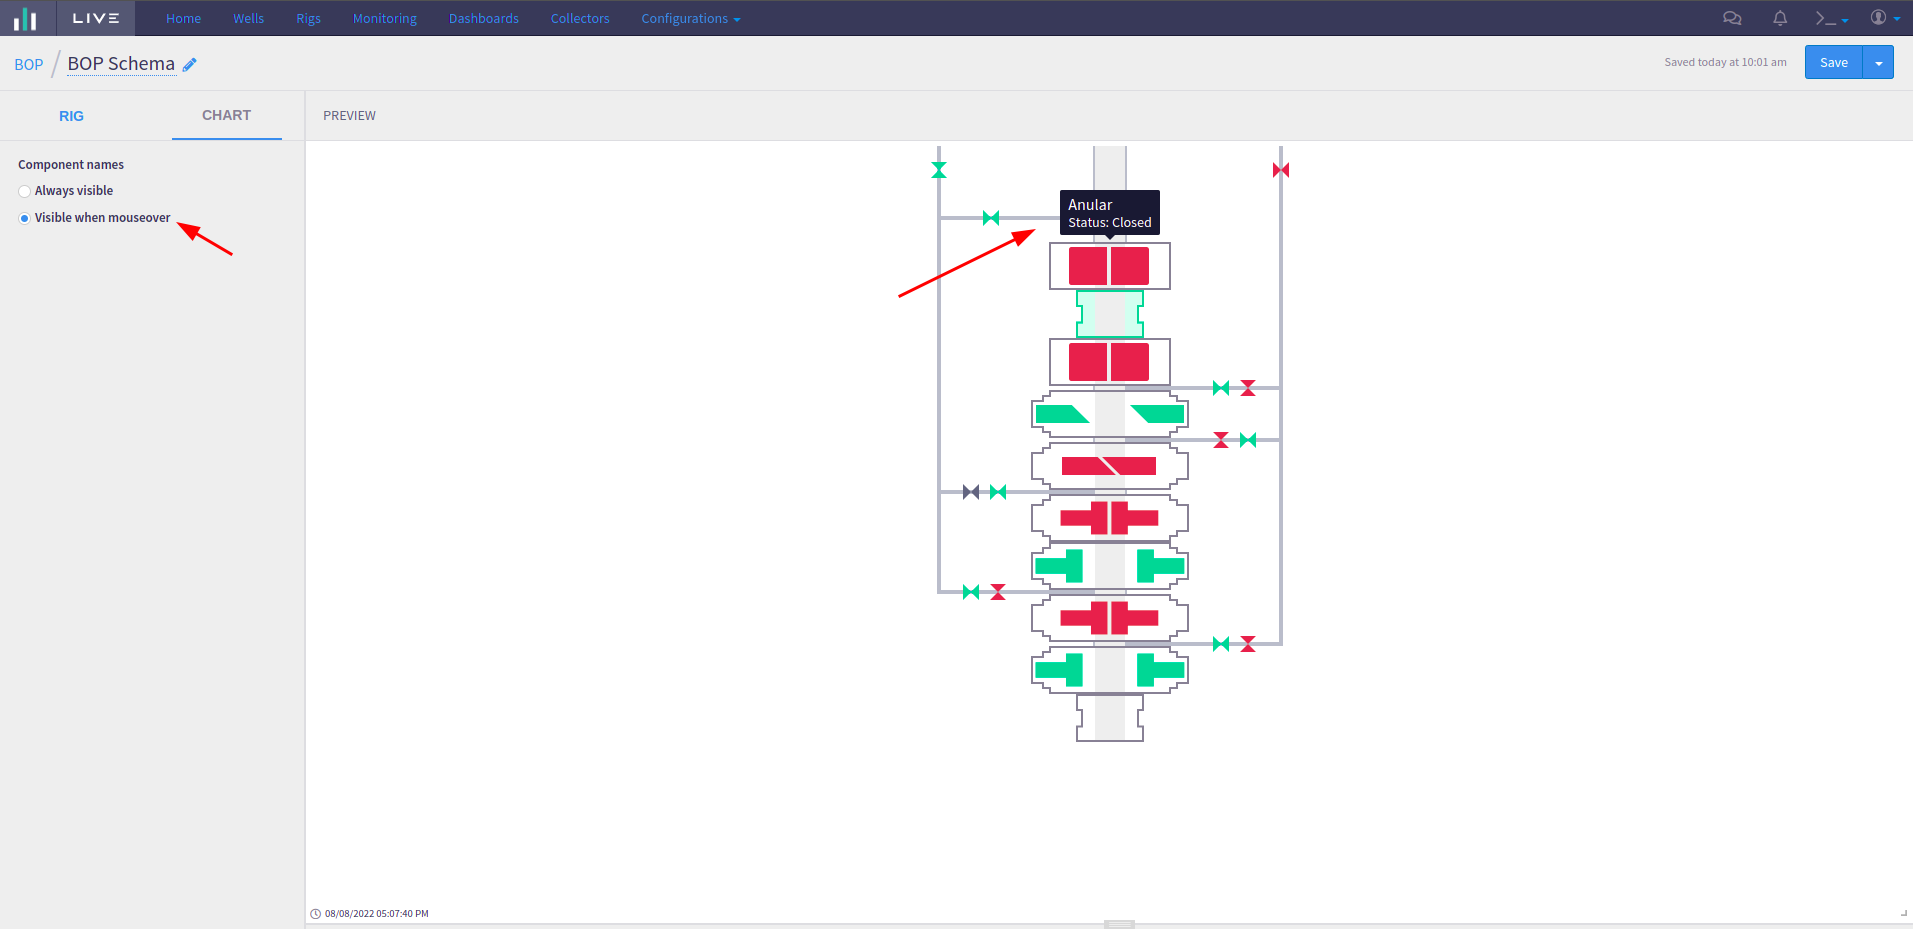 LIVE Home Wells Rigs Monitoring Dashboards Collectors Configurations
BOP / BOP Schema Saved today at 10:01 am Save
RIG CHART PREVIEW
Component names
Always visible
Visible when mouseover
Anular
Status: Closed
08/08/2022 05:07:40 PM